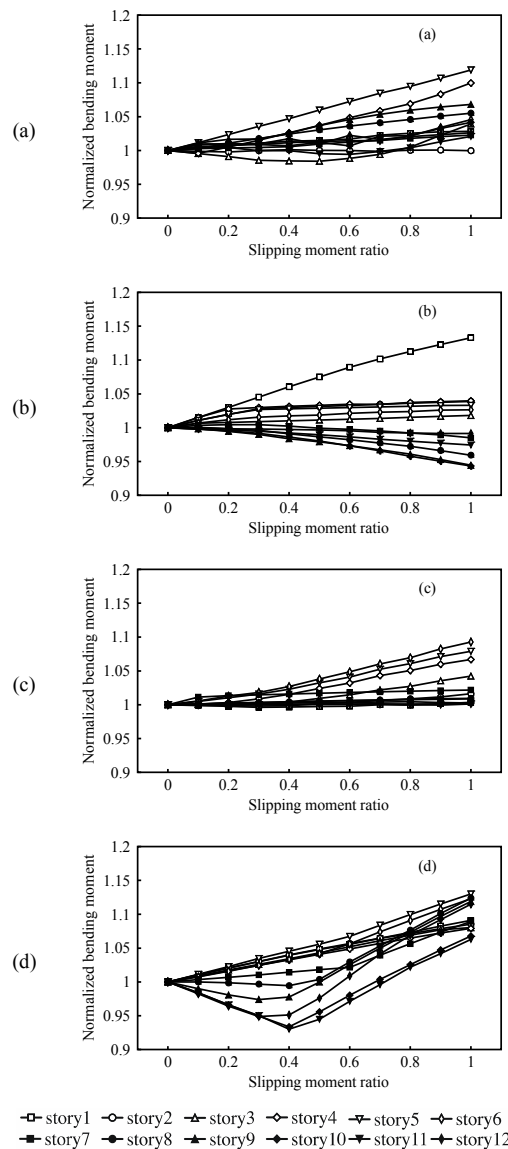 (a)
Normalized bending moment
1.2
1.15
1.1
1.05
1
0.95
0.9
(a)
0 0.2 0.4 0.6 0.8 1
Slipping moment ratio
(b)
Normalized bending moment
1.2
1.15
1.1
1.05
1
0.95
0.9
(b)
0 0.2 0.4 0.6 0.8 1
Slipping moment ratio
(c)
Normalized bending moment
1.2
1.15
1.1
1.05
1
0.95
0.9
(c)
0 0.2 0.4 0.6 0.8 1
Slipping moment ratio
(d)
Normalized bending moment
1.2
1.15
1.1
1.05
1
0.95
0.9
(d)
0 0.2 0.4 0.6 0.8 1
Slipping moment ratio
story1 story2 story3 story4 story5 story6
story7 story8 story9 story10 story11 story12